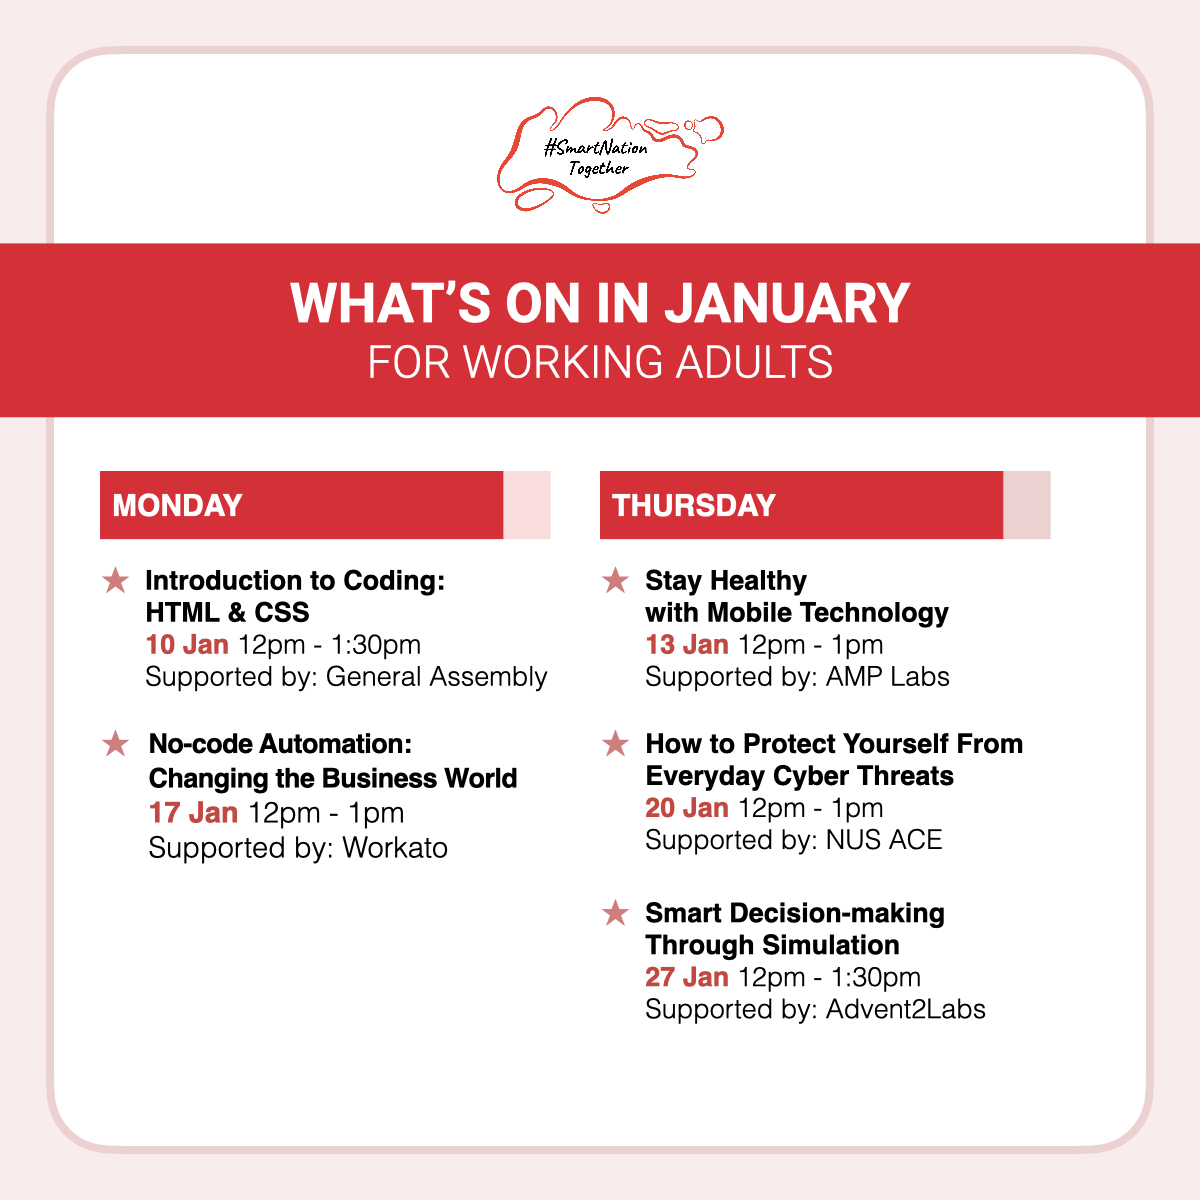 #SmartNation
Together
WHAT'S ON IN JANUARY
FOR WORKING ADULTS
MONDAY
★ Introduction to Coding:
HTML & CSS
10 Jan 12pm - 1:30pm
Supported by: General Assembly
★ No-code Automation:
Changing the Business World
17 Jan 12pm - 1pm
Supported by: Workato
THURSDAY
★ Stay Healthy
with Mobile Technology
13 Jan 12pm - 1pm
Supported by: AMP Labs
★ How to Protect Yourself From
Everyday Cyber Threats
20 Jan 12pm - 1pm
Supported by: NUS ACE
★ Smart Decision-making
Through Simulation
27 Jan 12pm - 1:30pm
Supported by: Advent2Labs